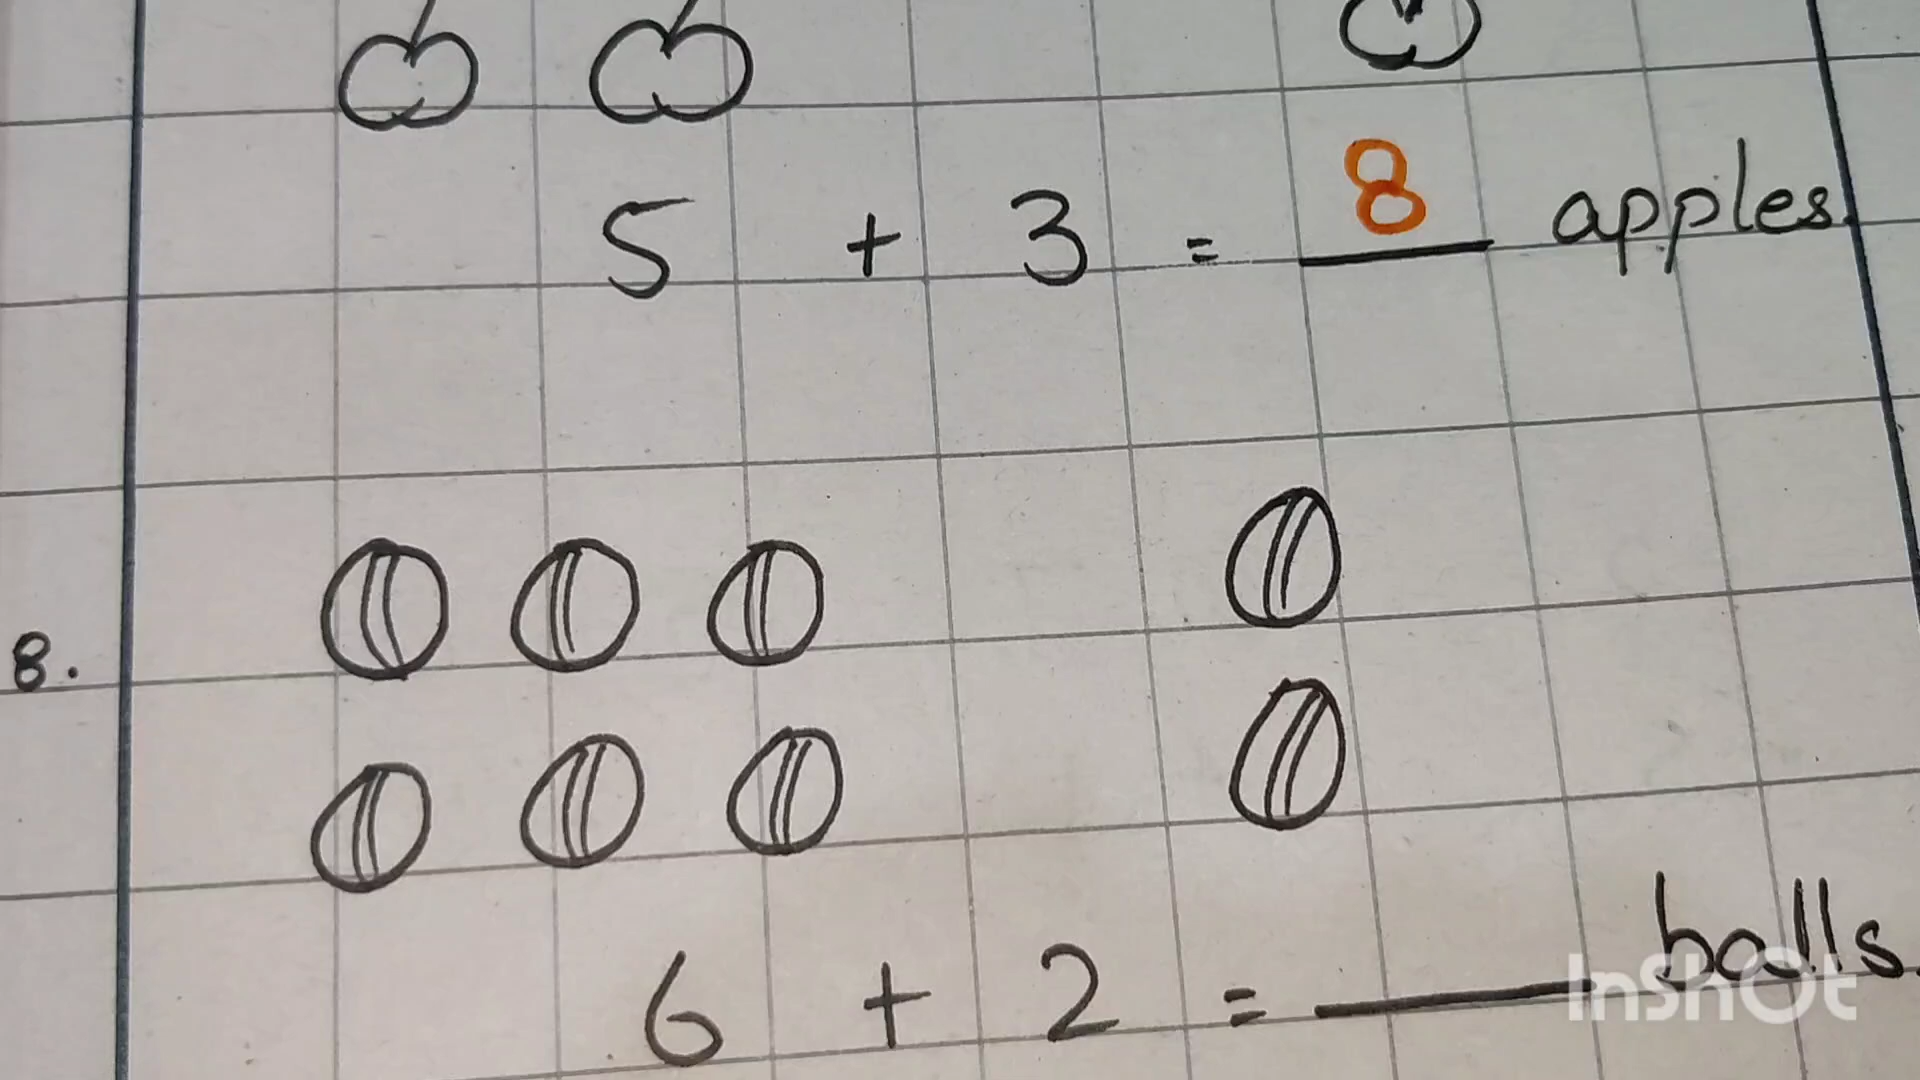 5 + 3 = 8 apples.
8.
6 + 2 = ____ balls.
InShOt